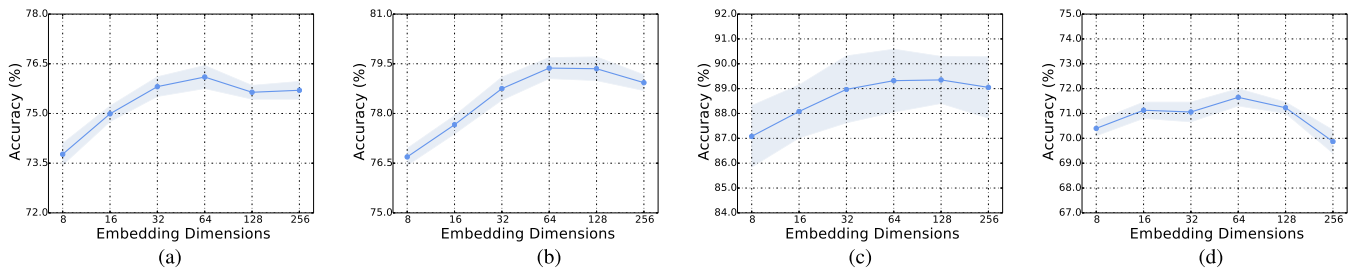 78.0
76.5
75.0
73.5
72.0
Accuracy (%)
8 16 32 64 128 256
Embedding Dimensions
(a)
81.0
79.5
78.0
76.5
75.0
Accuracy (%)
8 16 32 64 128 256
Embedding Dimensions
(b)
92.0
91.0
90.0
89.0
88.0
87.0
86.0
85.0
84.0
Accuracy (%)
8 16 32 64 128 256
Embedding Dimensions
(c)
75.0
74.0
73.0
72.0
71.0
70.0
69.0
68.0
67.0
Accuracy (%)
8 16 32 64 128 256
Embedding Dimensions
(d)